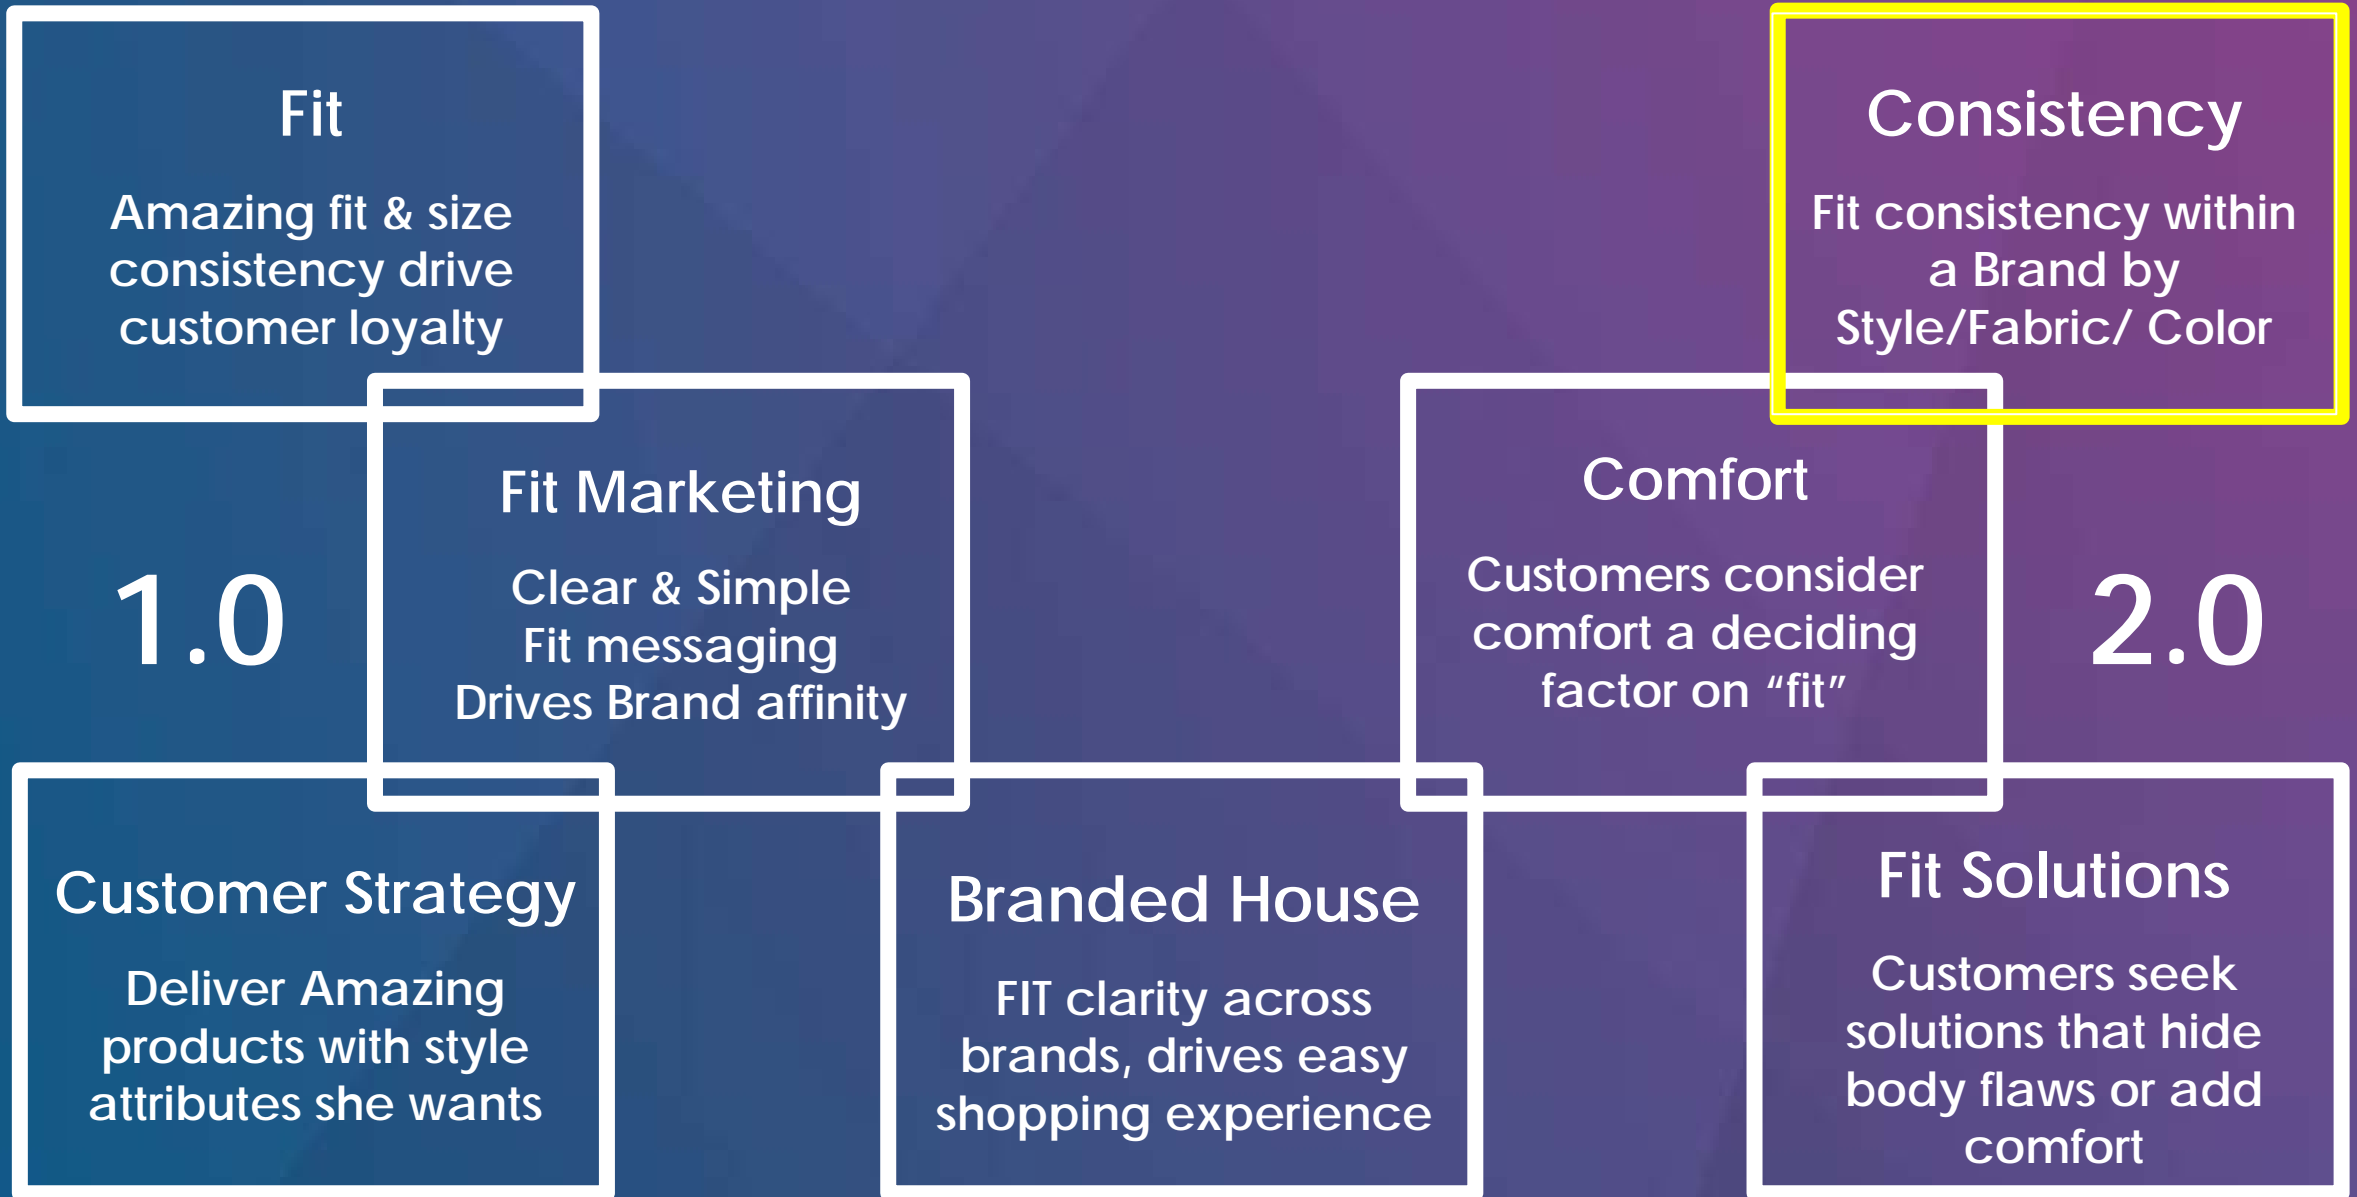 Fit
Amazing fit & size
consistency drive
customer loyalty
Consistency
Fit consistency within
a Brand by
Style/Fabric/ Color
1.0
Fit Marketing
Clear & Simple
Fit messaging
Drives Brand affinity
Comfort
Customers consider
comfort a deciding
factor on “fit”
2.0
Customer Strategy
Deliver Amazing
products with style
attributes she wants
Branded House
FIT clarity across
brands, drives easy
shopping experience
Fit Solutions
Customers seek
solutions that hide
body flaws or add
comfort